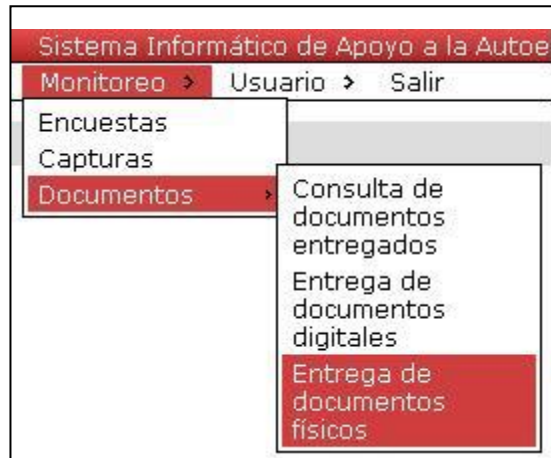 Sistema Informático de Apoyo a la Autoe
Monitoreo Usuario Salir
Encuestas
Capturas
Documentos
Consulta de
documentos
entregados
Entrega de
documentos
digitales
Entrega de
documentos
físicos